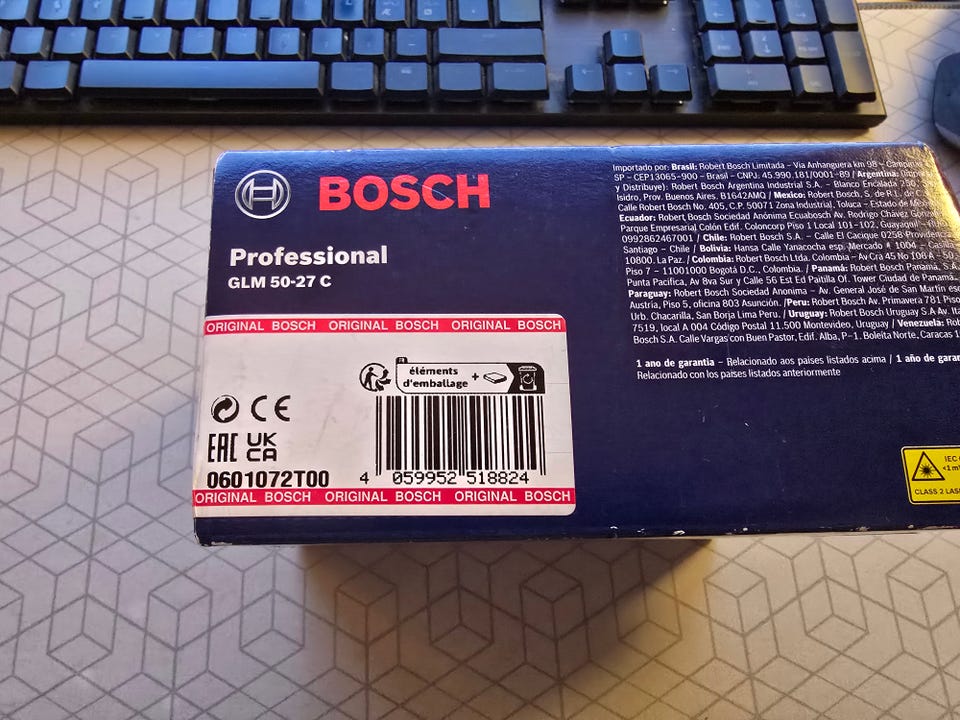 BOSCH
Professional
GLM 50-27 C
ORIGINAL BOSCH ORIGINAL BOSCH ORIGINAL BOSCH
FR
éléments
d'emballage +
CE
EAC UK
CA
0601072T00
4 059952 518824
ORIGINAL BOSCH ORIGINAL BOSCH ORIGINAL BOSCH
Importado por: Brasil: Robert Bosch Limitada – Via Anhanguera km 98 – Campinas
SP – CEP13065-900 – Brasil – CNPJ: 45.990.181/0001-89 / Argentina:
y Distribuye): Robert Bosch Argentina Industrial S.A. – Blanco Encalada 250, San
Isidro, Prov. Buenos Aires, B1642AMQ / Mexico: Robert Bosch, S. de R.L. de C
Calle Robert Bosch No. 405, C.P. 50071 Zona Industrial, Toluca – Estado de
Ecuador: Robert Bosch Sociedad Anónima Ecuabosch Av. Rodrigo Chávez
Parque Empresarial Colón Edif. Coloncorp Piso 1 Local 101-102, Guayaquil
0992862467001 / Chile: Robert Bosch S.A. – Calle El Cacique 0258 Providencia
Santiago – Chile / Bolivia: Hansa Calle Yanacocha esp. Mercado # 1004 – Casilla
10800. La Paz. / Colombia: Robert Bosch Ltda. Colombia – Av Cra 45 No 108 A – 50,
Piso 7 – 11001000 Bogotá D.C., Colombia. / Panamá: Robert Bosch Panamá, S.A.
Punta Pacifica, Av 8va Sur y Calle 56 Est Ed Paitilla Of. Tower Ciudad de Panamá
Paraguay: Robert Bosch Sociedad Anonima – Av. General José de San Martin
Austria, Piso 5, oficina 803 Asunción. /Peru: Robert Bosch Av. Primavera 781 Piso
Urb. Chacarilla, San Borja Lima Peru. / Uruguay: Robert Bosch Uruguay S.A Av.
7519, local A 004 Código Postal 11.500 Montevideo, Uruguay / Venezuela:
Bosch S.A. Calle Vargas con Buen Pastor, Edif. Alba, P-1. Boleita Norte, Caracas
1 ano de garantia – Relacionado aos países listados acima / 1 año de
Relacionado con los países listados anteriormente
IEC
<1 m
CLASS 2